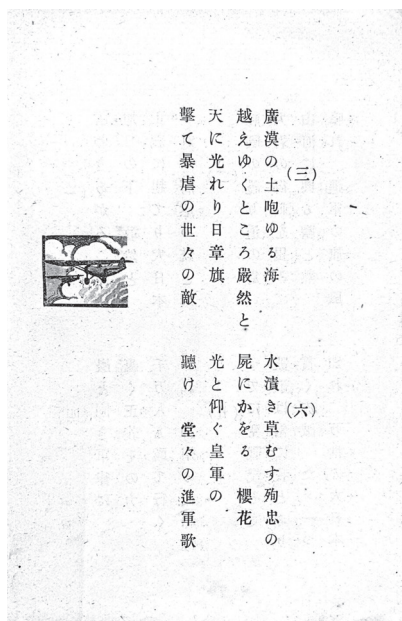 (三)
廣漠の土咆ゆる海
越えゆくところ嚴然と
天に光れり日章旗
擊て暴虐の世々の敵
(六)
水漬き草むす殉忠の
屍にかをる 櫻花
光と仰ぐ皇軍の
聽け 堂々の進軍歌